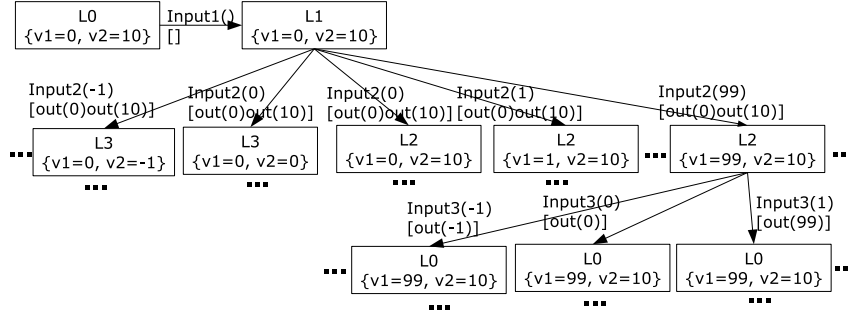 L0
{v1=0, v2=10}
Input1()
[]
L1
{v1=0, v2=10}
Input2(-1)
[out(0)out(10)]
Input2(0)
[out(0)out(10)]
Input2(0)
[out(0)out(10)]
Input2(1)
[out(0)out(10)]
Input2(99)
[out(0)out(10)]
L3
{v1=0, v2=-1}
L3
{v1=0, v2=0}
L2
{v1=0, v2=10}
L2
{v1=1, v2=10}
L2
{v1=99, v2=10}
Input3(-1)
[out(-1)]
Input3(0)
[out(0)]
Input3(1)
[out(99)]
L0
{v1=99, v2=10}
L0
{v1=99, v2=10}
L0
{v1=99, v2=10}